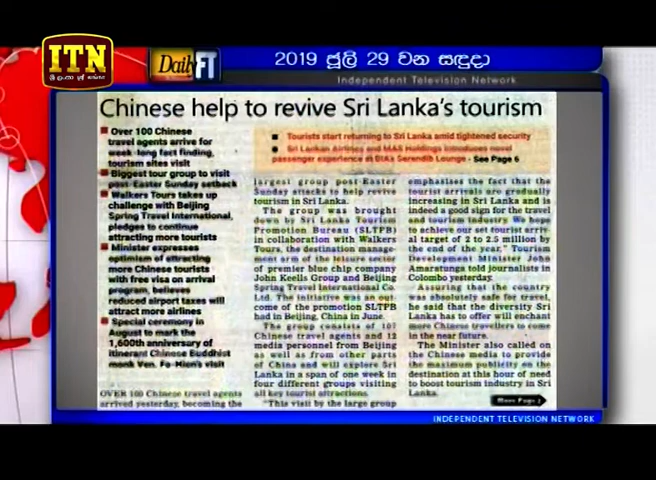 ITN
ශ්‍රී ලංකා පුත් සේවය
Daily FT
2019 ජූලි 29 වන සඳුදා
Independent Television Network
Chinese help to revive Sri Lanka's tourism
Over 100 Chinese
travel agents arrive for
week-long fact finding,
tourism sites visit
Biggest tour group to visit
post-Easter Sunday setback
Walkers Tours takes up
challenge with Beijing
Spring Travel International,
pledges to continue
attracting more tourists
Minister expresses
optimism of attracting
more Chinese tourists
with free visa on arrival
program, believes
reduced airport taxes will
attract more airlines
Special ceremony in
August to mark the
1,600th anniversary of
itinerant Chinese Buddhist
monk Ven. Fa-Hien's visit
OVER 100 Chinese travel agents
arrived yesterday, becoming the
Tourists start returning to Sri Lanka amid tightened security
SriLankan Airlines and MAS Holdings introduces novel
passenger experience at BIA's Serendib Lounge - See Page 6
largest group post-Easter
Sunday attacks to help revive
tourism in Sri Lanka.
The group was brought
down by Sri Lanka Tourism
Promotion Bureau (SLTPB)
in collaboration with Walkers
Tours, the destination manage-
ment arm of the leisure sector
of premier blue chip company
John Keells Group and Beijing
Spring Travel International Co.
Ltd. The initiative was an out-
come of the promotion SLTPB
had in Beijing, China in June.
The group consists of 107
Chinese travel agents and 12
media personnel from Beijing
as well as from other parts
of China and will explore Sri
Lanka in a span of one week in
four different groups visiting
all key tourist attractions.
"This visit by the large group
emphasises the fact that the
tourist arrivals are gradually
increasing in Sri Lanka and is
indeed a good sign for the travel
and tourism industry. We hope
to achieve our set tourist arriv-
al target of 2 to 2.5 million by
the end of the year," Tourism
Development Minister John
Amaratunga told journalists in
Colombo yesterday.
Assuring that the country
was absolutely safe for travel,
he said that the diversity Sri
Lanka has to offer will enchant
more Chinese travellers to come
in the near future.
The Minister also called on
the Chinese media to provide
the maximum publicity on the
destination at this hour of need
to boost tourism industry in Sri
Lanka.
More Page 2
INDEPENDENT TELEVISION NETWORK